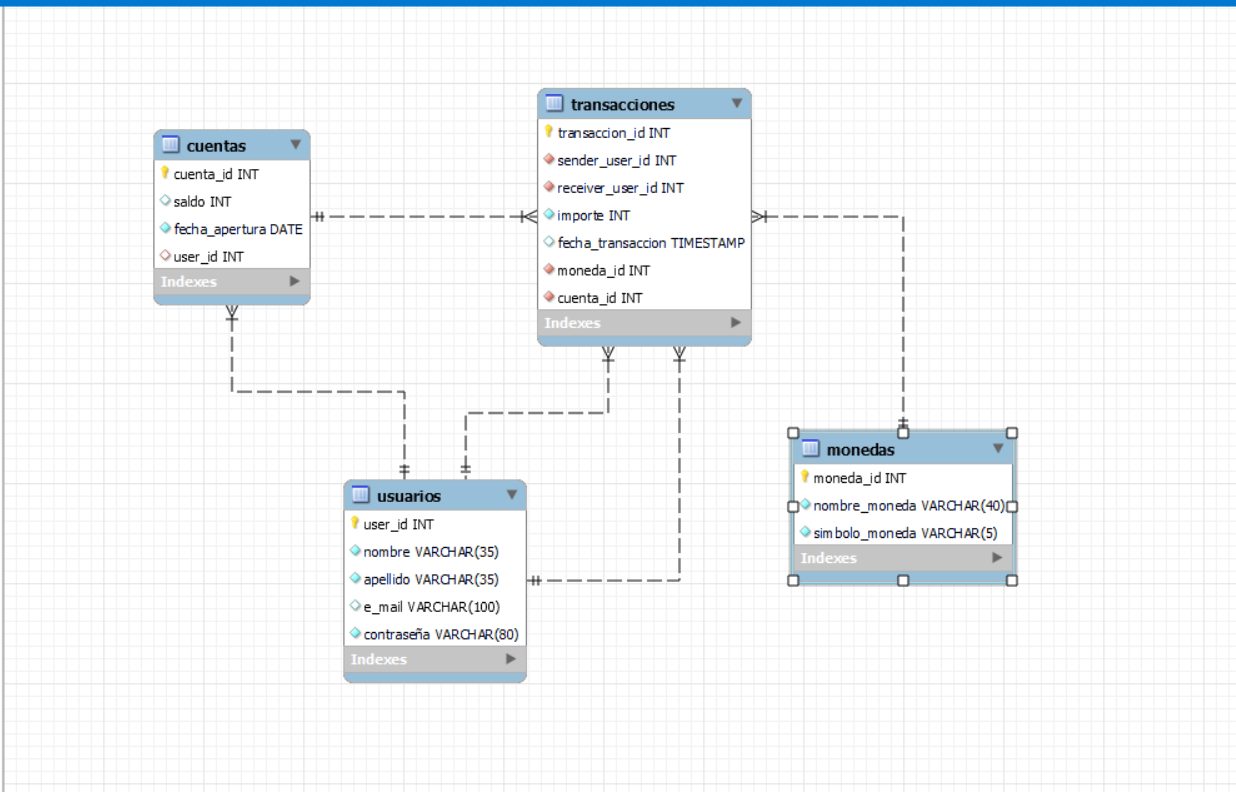 cuentas
cuenta_id INT
saldo INT
fecha_apertura DATE
user_id INT
Indexes
transacciones
transaccion_id INT
sender_user_id INT
receiver_user_id INT
importe INT
fecha_transaccion TIMESTAMP
moneda_id INT
cuenta_id INT
Indexes
usuarios
user_id INT
nombre VARCHAR(35)
apellido VARCHAR(35)
e_mail VARCHAR(100)
contraseña VARCHAR(80)
Indexes
monedas
moneda_id INT
nombre_moneda VARCHAR(40)
simbolo_moneda VARCHAR(5)
Indexes